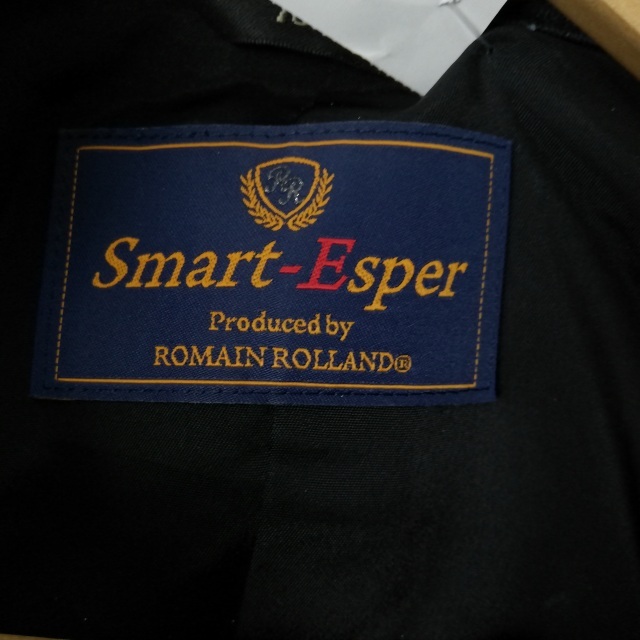 RR
Smart-Esper
Produced by
ROMAIN ROLLAND®